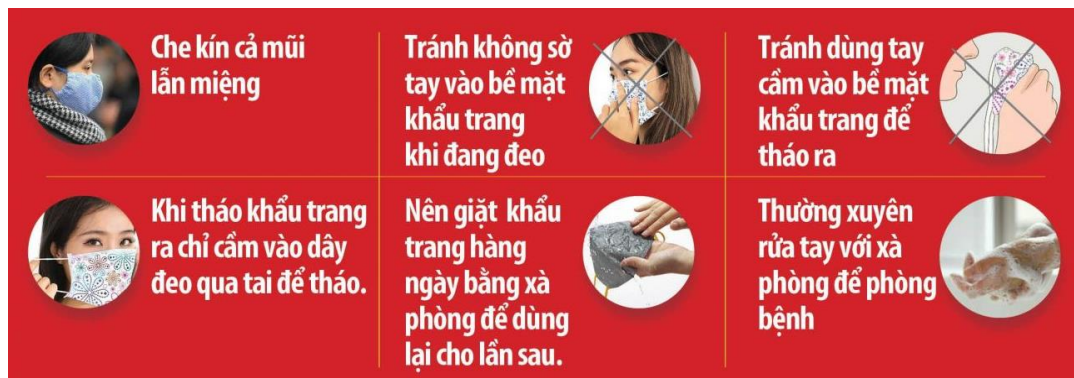 Che kín cả mũi
lẫn miệng
Tránh không sờ
tay vào bề mặt
khẩu trang
khi đang đeo
Tránh dùng tay
cầm vào bề mặt
khẩu trang để
tháo ra
Khi tháo khẩu trang
ra chỉ cầm vào dây
đeo qua tai để tháo.
Nên giặt khẩu
trang hàng
ngày bằng xà
phòng để dùng
lại cho lần sau.
Thường xuyên
rửa tay với xà
phòng để phòng
bệnh